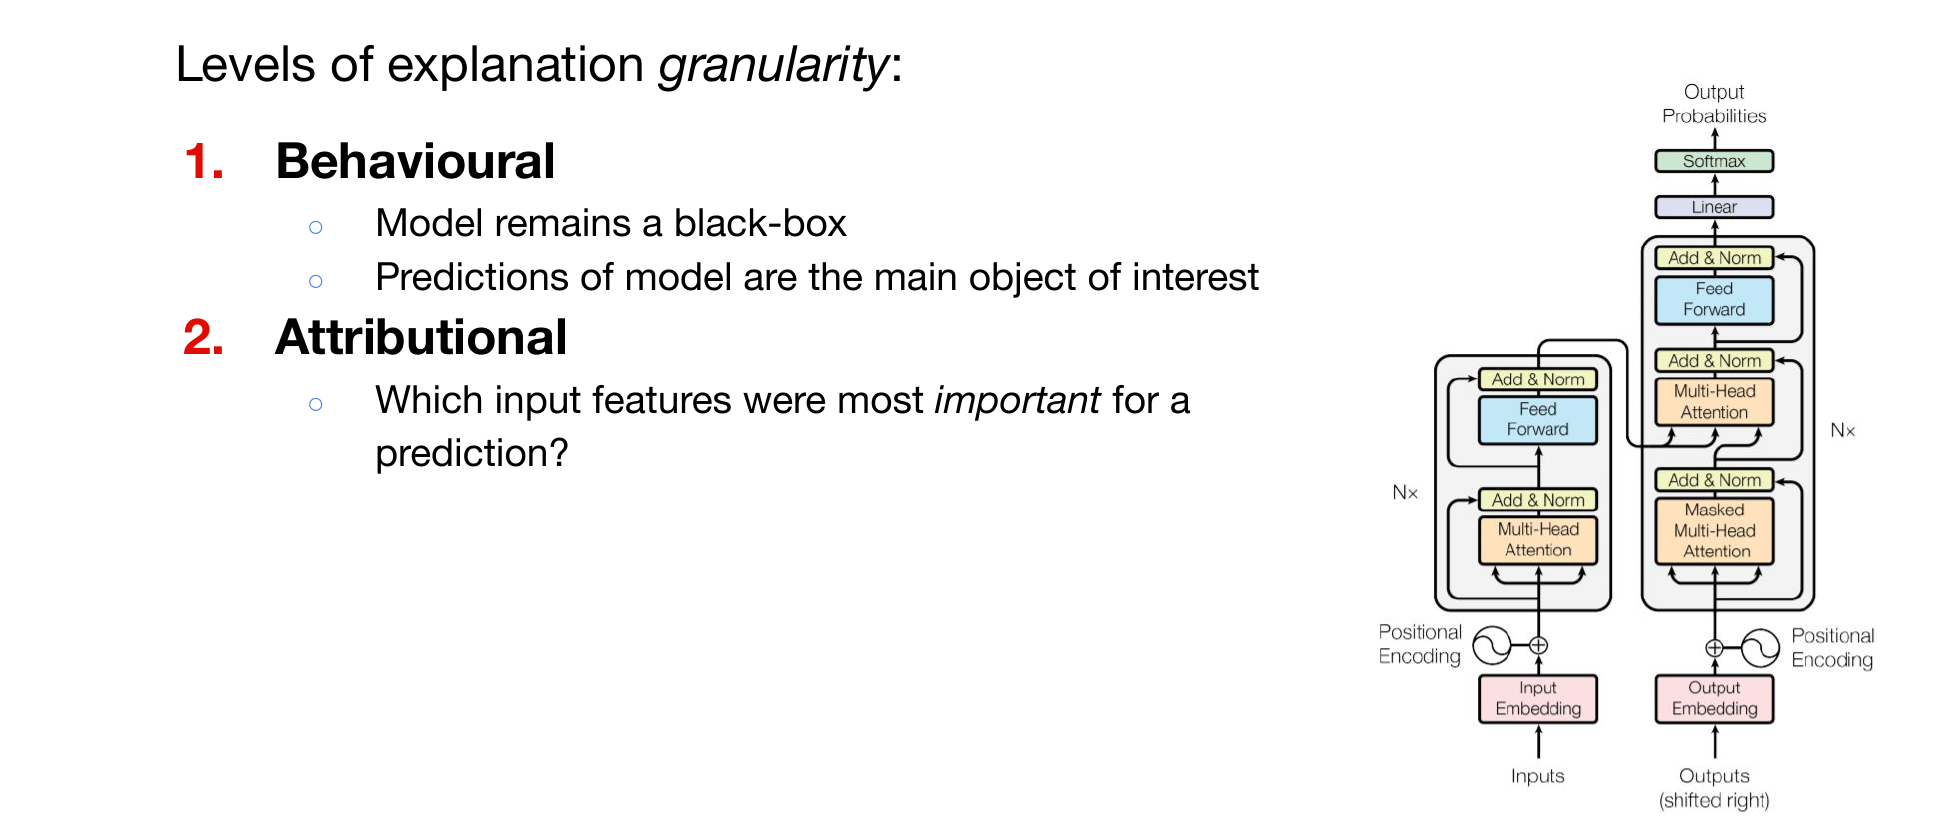 Levels of explanation granularity:
1. Behavioural
○ Model remains a black-box
○ Predictions of model are the main object of interest
2. Attributional
○ Which input features were most important for a
prediction?
Output
Probabilities
Softmax
Linear
Add & Norm
Feed
Forward
Add & Norm
Multi-Head
Attention
Nx
Add & Norm
Masked
Multi-Head
Attention
Add & Norm
Feed
Forward
Nx
Add & Norm
Multi-Head
Attention
Positional
Encoding
Positional
Encoding
Input
Embedding
Output
Embedding
Inputs
Outputs
(shifted right)